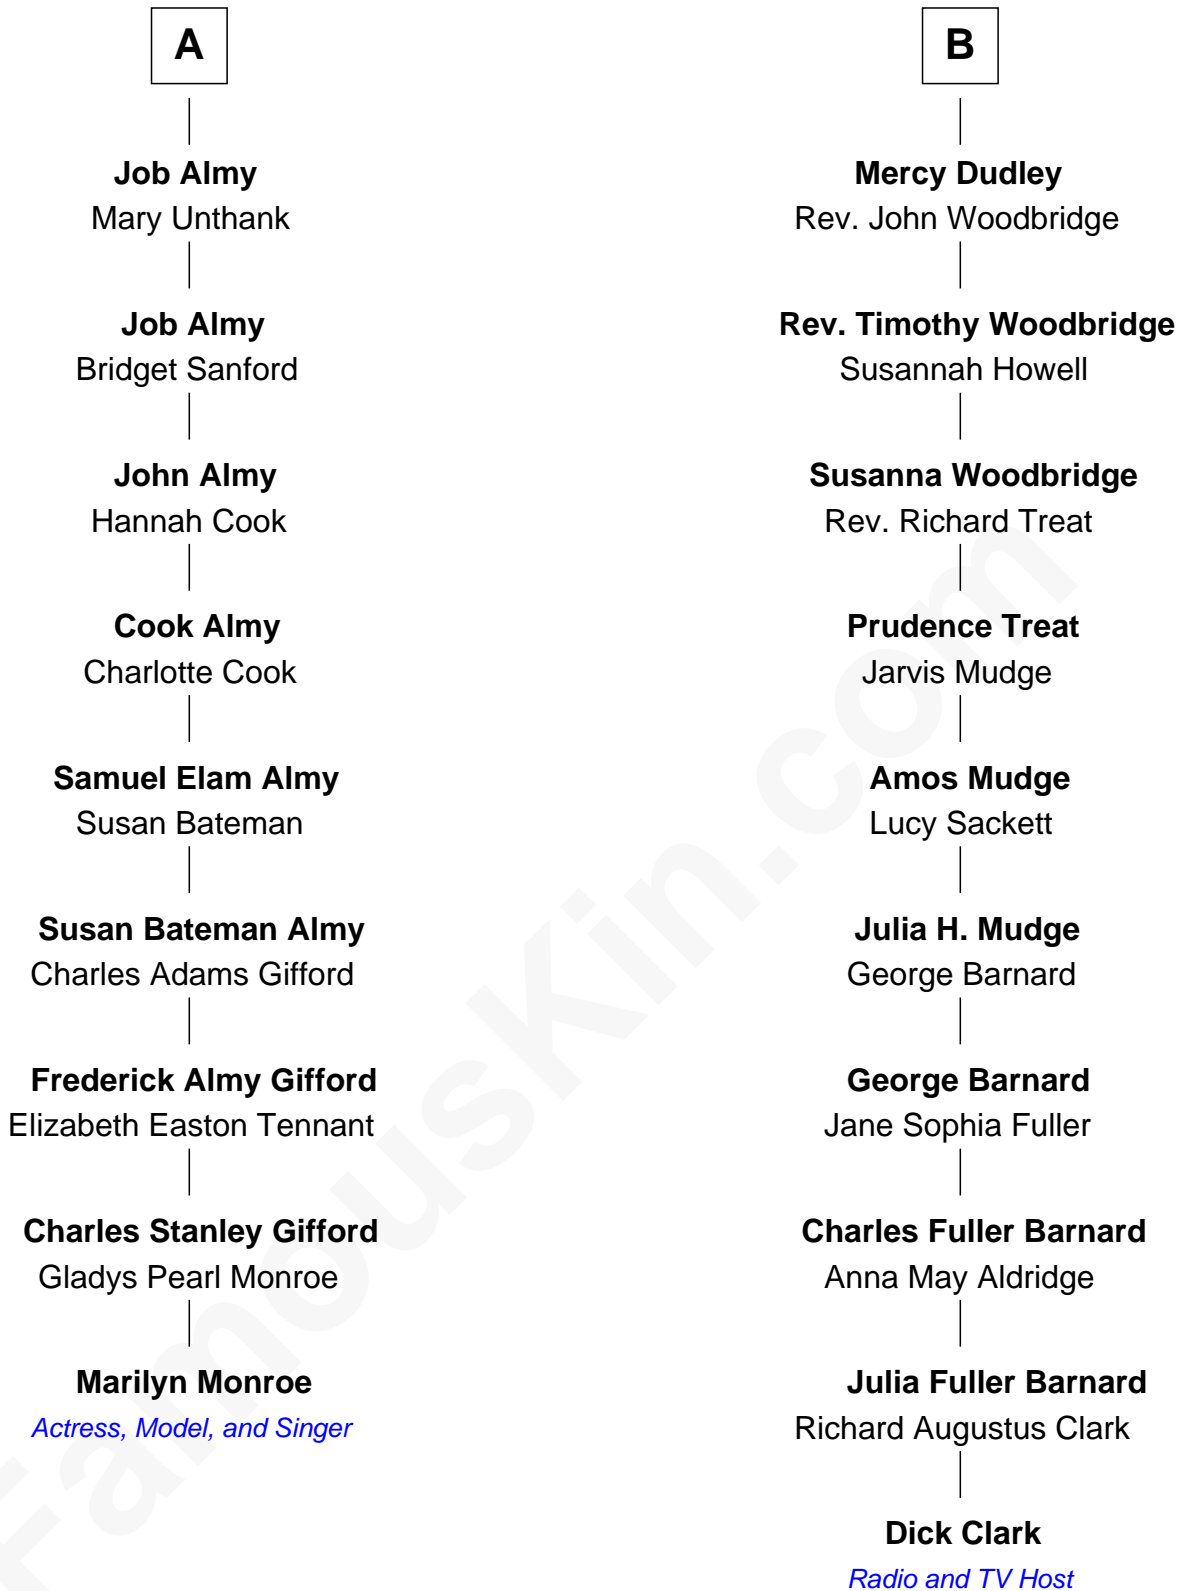 A
Job Almy
Mary Unthank
Job Almy
Bridget Sanford
John Almy
Hannah Cook
Cook Almy
Charlotte Cook
Samuel Elam Almy
Susan Bateman
Susan Bateman Almy
Charles Adams Gifford
Frederick Almy Gifford
Elizabeth Easton Tennant
Charles Stanley Gifford
Gladys Pearl Monroe
Marilyn Monroe
Actress, Model, and Singer
B
Mercy Dudley
Rev. John Woodbridge
Rev. Timothy Woodbridge
Susannah Howell
Susanna Woodbridge
Rev. Richard Treat
Prudence Treat
Jarvis Mudge
Amos Mudge
Lucy Sackett
Julia H. Mudge
George Barnard
George Barnard
Jane Sophia Fuller
Charles Fuller Barnard
Anna May Aldridge
Julia Fuller Barnard
Richard Augustus Clark
Dick Clark
Radio and TV Host
FamousKin.com